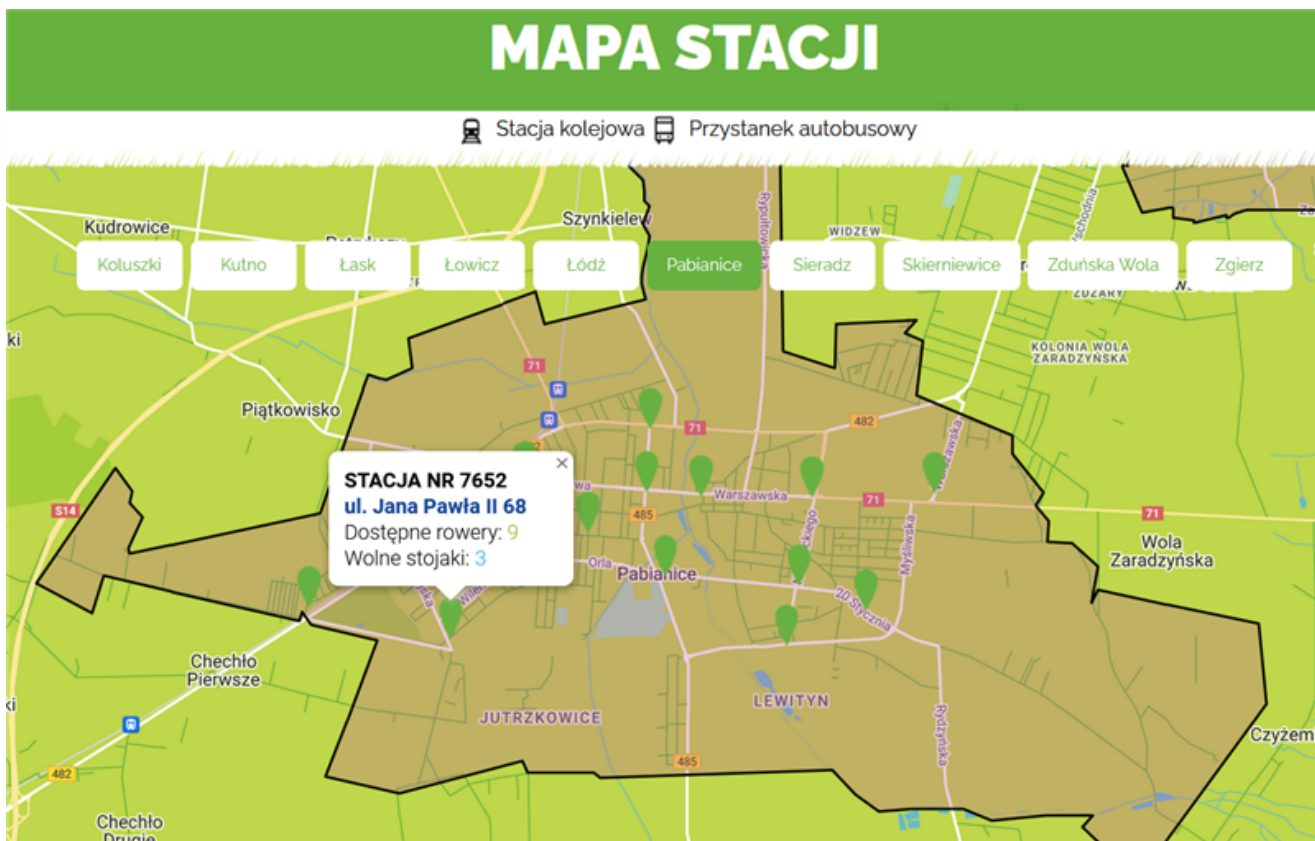 MAPA STACJI
Stacja kolejowa Przystanek autobusowy
Rypułtowicka
Szynkielew
Kudrowice
WIDZEW
Koluszki Kutno Łask Łowicz Łódź Pabianice Sieradz Skierniewice Zduńska Wola Zgierz
ŻDŻARY
KOLONIA WOLA
ZARADZYŃSKA
71
Piątkowisko
482
71
STACJA NR 7652
ul. Jana Pawła II 68
Dostępne rowery: 9
Wolne stojaki: 3
Warszawska
71
S14
485
71
Myśliwska
Wola
Zaradzyńska
Orla
Pabianice
20 Stycznia
Chechło
Pierwsze
LEWITYN
JUTRZKOWICE
Rydzyńska
485
482
Chechło